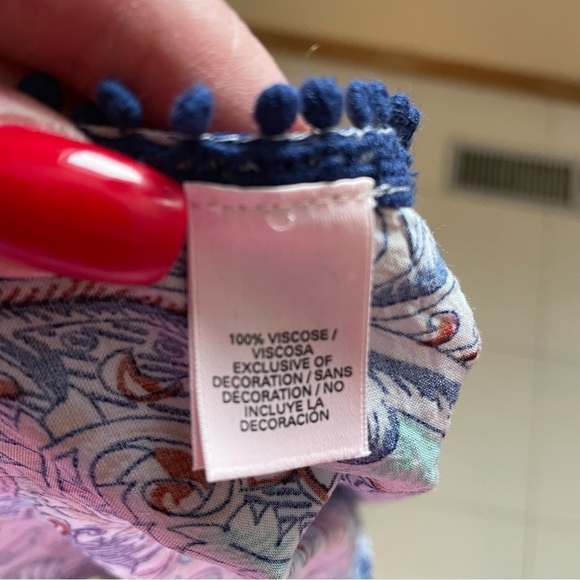 100% VISCOSE /
VISCOSA
EXCLUSIVE OF
DECORATION / SANS
DÉCORATION / NO
INCLUYE LA
DECORACIÓN